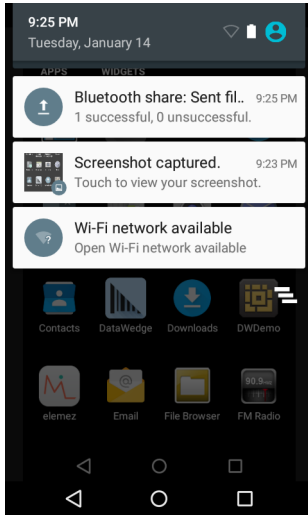 9:25 PM
Tuesday, January 14
APPS WIDGETS
Bluetooth share: Sent fil.. 9:25 PM
1 successful, 0 unsuccessful.
Screenshot captured. 9:23 PM
Touch to view your screenshot.
Wi-Fi network available
Open Wi-Fi network available
Contacts DataWedge Downloads DWDemo
90.9
elemez Email File Browser FM Radio